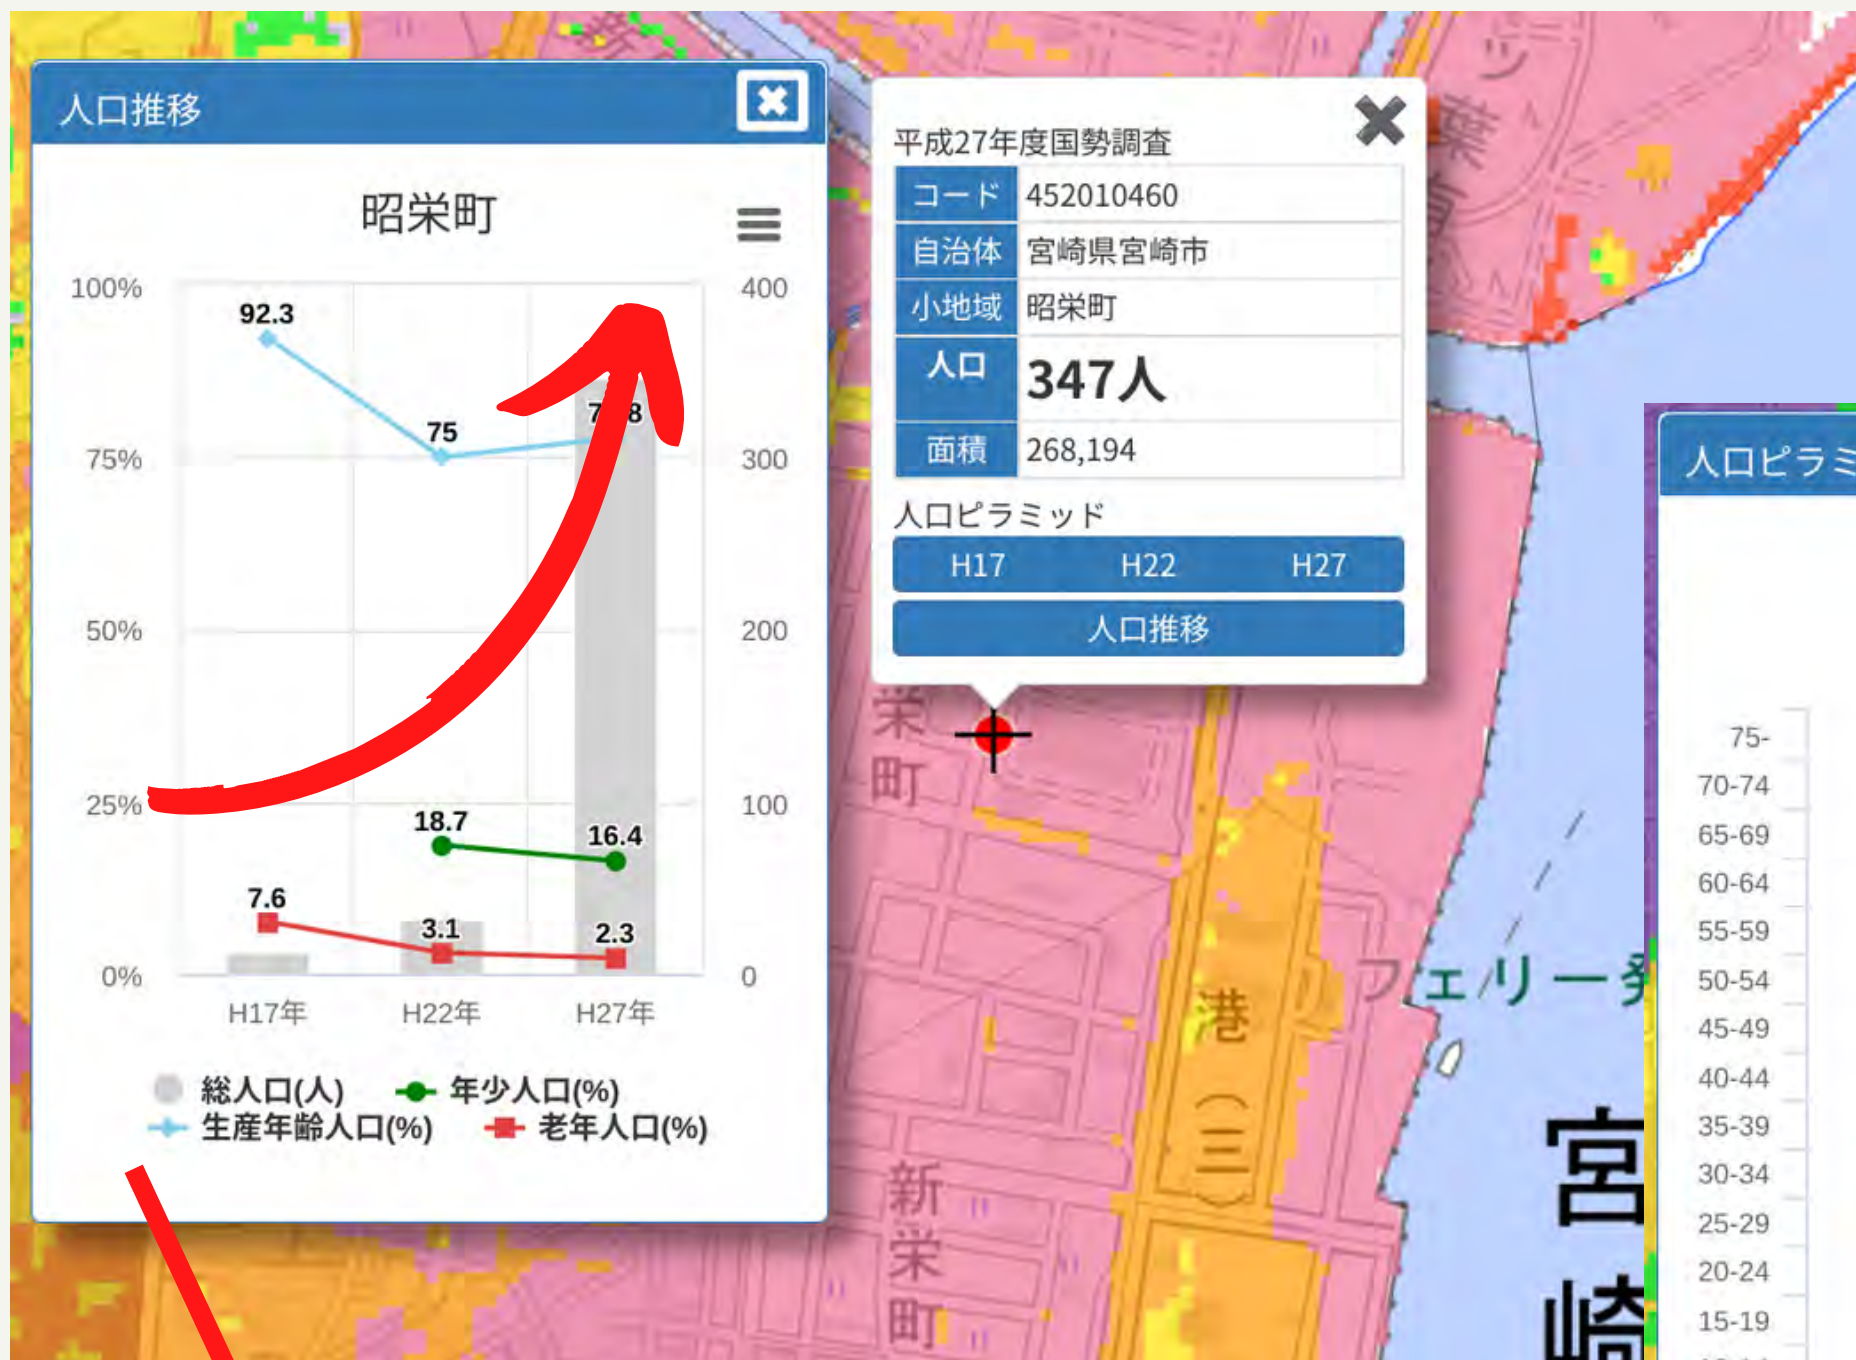 人口推移
昭栄町
100%
75%
50%
25%
0%
400
300
200
100
0
92.3
75
18.7
16.4
7.6
3.1
2.3
H17年
H22年
H27年
総人口(人)
年少人口(%)
生産年齢人口(%)
老年人口(%)
平成27年度国勢調査
コード 452010460
自治体 宮崎県宮崎市
小地域 昭栄町
人口 347人
面積 268,194
人口ピラミッド
H17 H22 H27
人口推移
栄町
港(三)
新栄町
フェリー発
宮崎
人口ピラミ
75-
70-74
65-69
60-64
55-59
50-54
45-49
40-44
35-39
30-34
25-29
20-24
15-19